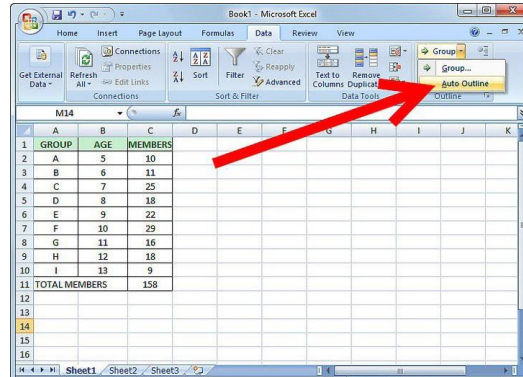 Book1 - Microsoft Excel
Home Insert Page Layout Formulas Data Review View
Get External Data
Refresh All
Connections
Properties
Edit Links
Connections
Sort
Filter
Clear
Reapply
Advanced
Sort & Filter
Text to Columns
Remove Duplicat
Data Tools
Group
Group...
Auto Outline
Outline
M14 fx
A B C D E F G H I J K
1 GROUP AGE MEMBERS
2 A 5 10
3 B 6 11
4 C 7 25
5 D 8 18
6 E 9 22
7 F 10 29
8 G 11 16
9 H 12 18
10 I 13 9
11 TOTAL MEMBERS 158
12
13
14
15
16
Sheet1 Sheet2 Sheet3